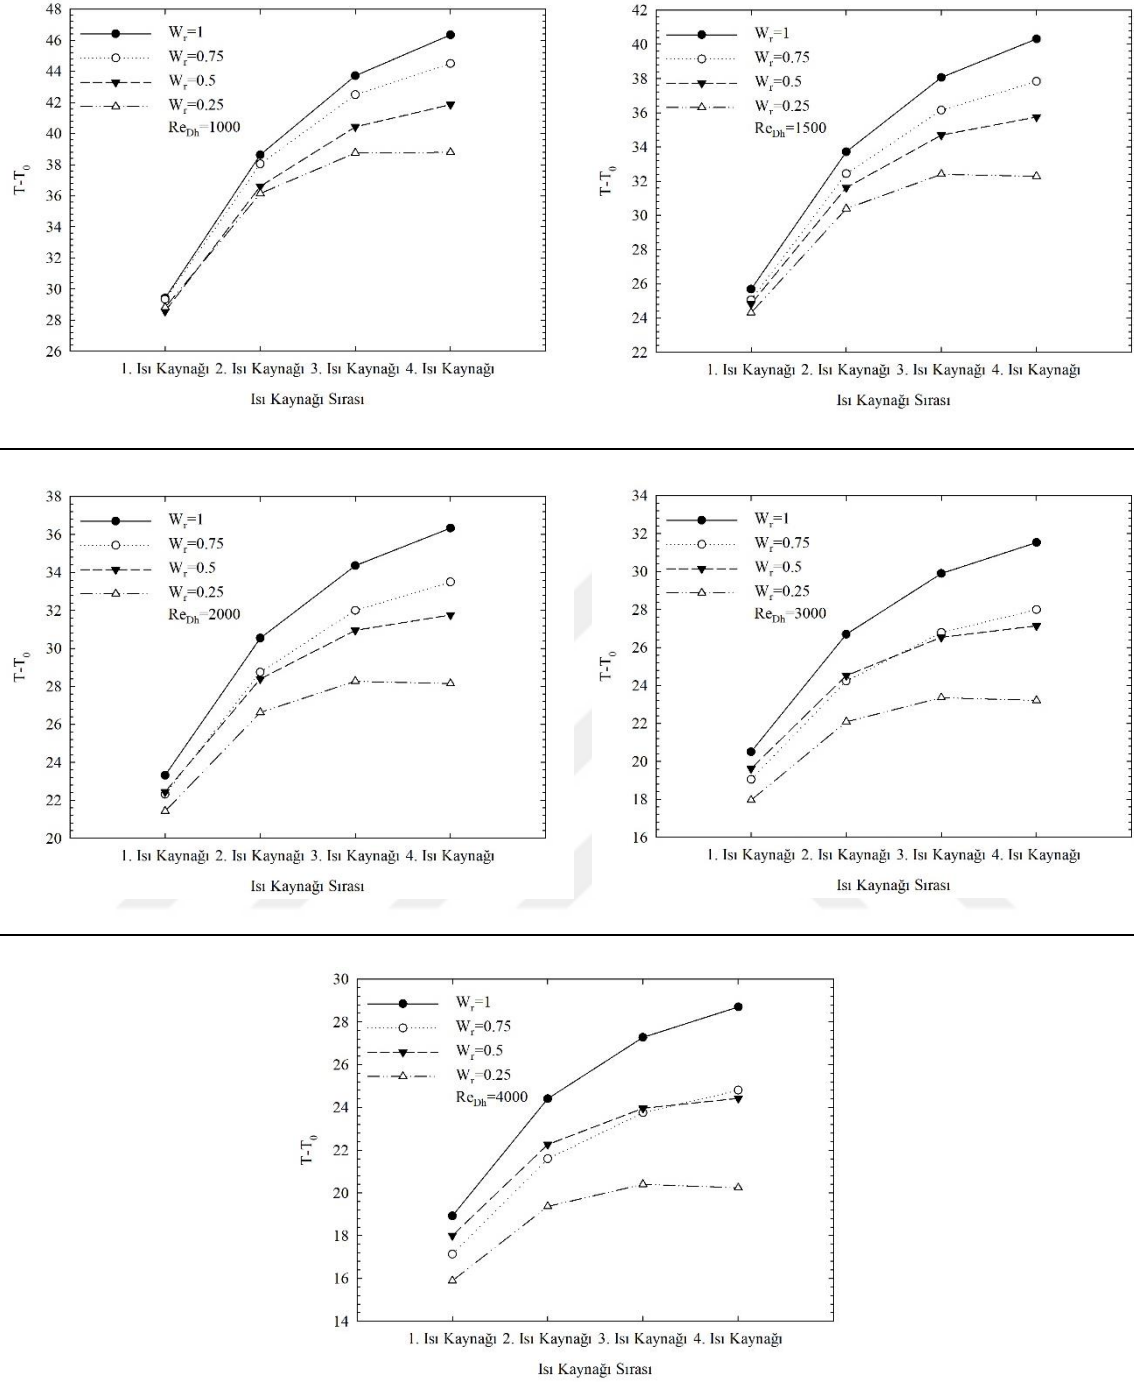 48
46
44
42
40
38
36
34
32
30
28
26
T-T0
Wr=1
Wr=0.75
Wr=0.5
Wr=0.25
ReDh=1000
1. Isı Kaynağı 2. Isı Kaynağı 3. Isı Kaynağı 4. Isı Kaynağı
Isı Kaynağı Sırası
42
40
38
36
34
32
30
28
26
24
22
T-T0
Wr=1
Wr=0.75
Wr=0.5
Wr=0.25
ReDh=1500
1. Isı Kaynağı 2. Isı Kaynağı 3. Isı Kaynağı 4. Isı Kaynağı
Isı Kaynağı Sırası
38
36
34
32
30
28
26
24
22
20
T-T0
Wr=1
Wr=0.75
Wr=0.5
Wr=0.25
ReDh=2000
1. Isı Kaynağı 2. Isı Kaynağı 3. Isı Kaynağı 4. Isı Kaynağı
Isı Kaynağı Sırası
34
32
30
28
26
24
22
20
18
16
T-T0
Wr=1
Wr=0.75
Wr=0.5
Wr=0.25
ReDh=3000
1. Isı Kaynağı 2. Isı Kaynağı 3. Isı Kaynağı 4. Isı Kaynağı
Isı Kaynağı Sırası
30
28
26
24
22
20
18
16
14
T-T0
Wr=1
Wr=0.75
Wr=0.5
Wr=0.25
ReDh=4000
1. Isı Kaynağı 2. Isı Kaynağı 3. Isı Kaynağı 4. Isı Kaynağı
Isı Kaynağı Sırası